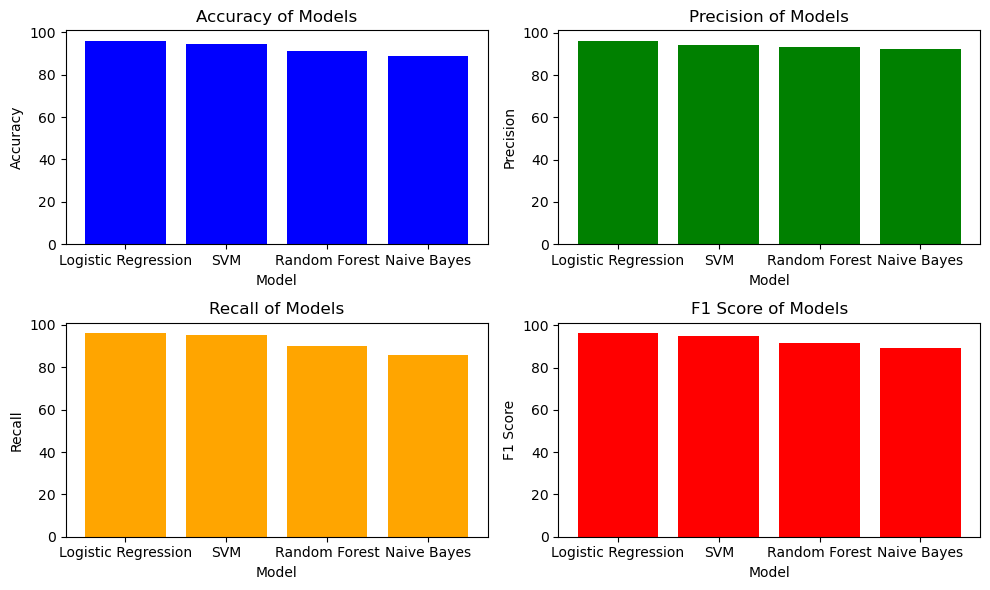 Accuracy of Models
100
80
60
40
20
0
Accuracy
Logistic Regression SVM Random Forest Naive Bayes
Model
Precision of Models
100
80
60
40
20
0
Precision
Logistic Regression SVM Random Forest Naive Bayes
Model
Recall of Models
100
80
60
40
20
0
Recall
Logistic Regression SVM Random Forest Naive Bayes
Model
F1 Score of Models
100
80
60
40
20
0
F1 Score
Logistic Regression SVM Random Forest Naive Bayes
Model